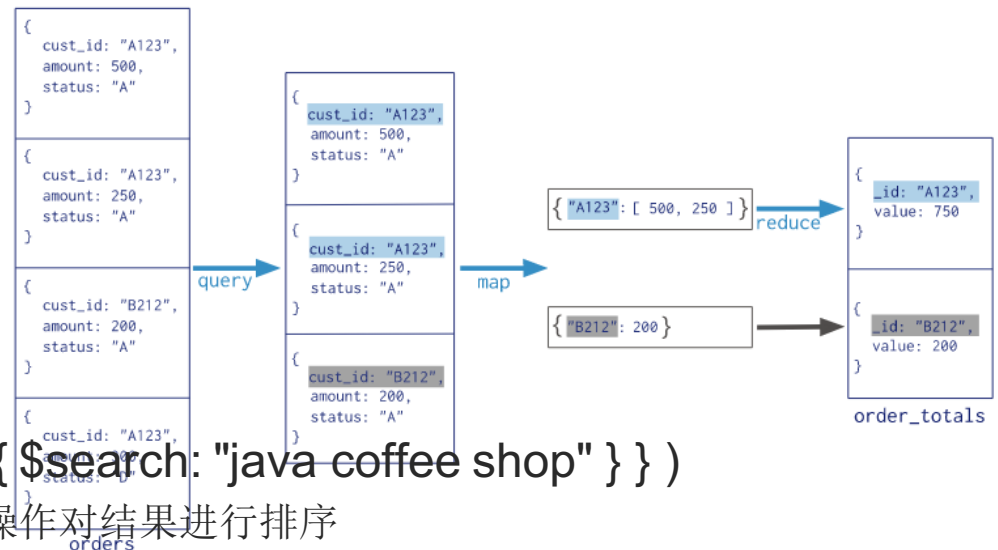 {
cust_id: "A123",
amount: 500,
status: "A"
}
{
cust_id: "A123",
amount: 250,
status: "A"
}
{
cust_id: "B212",
amount: 200,
status: "A"
}
{
cust_id: "A123",
amount:
status: "D"
}
orders
query
{
cust_id: "A123",
amount: 500,
status: "A"
}
{
cust_id: "A123",
amount: 250,
status: "A"
}
{
cust_id: "B212",
amount: 200,
status: "A"
}
map
{ "A123": [ 500, 250 ] }
reduce
{ "B212": 200 }
{
_id: "A123",
value: 750
}
{
_id: "B212",
value: 200
}
order_totals
{ $search: "java coffee shop" } } )
操作对结果进行排序